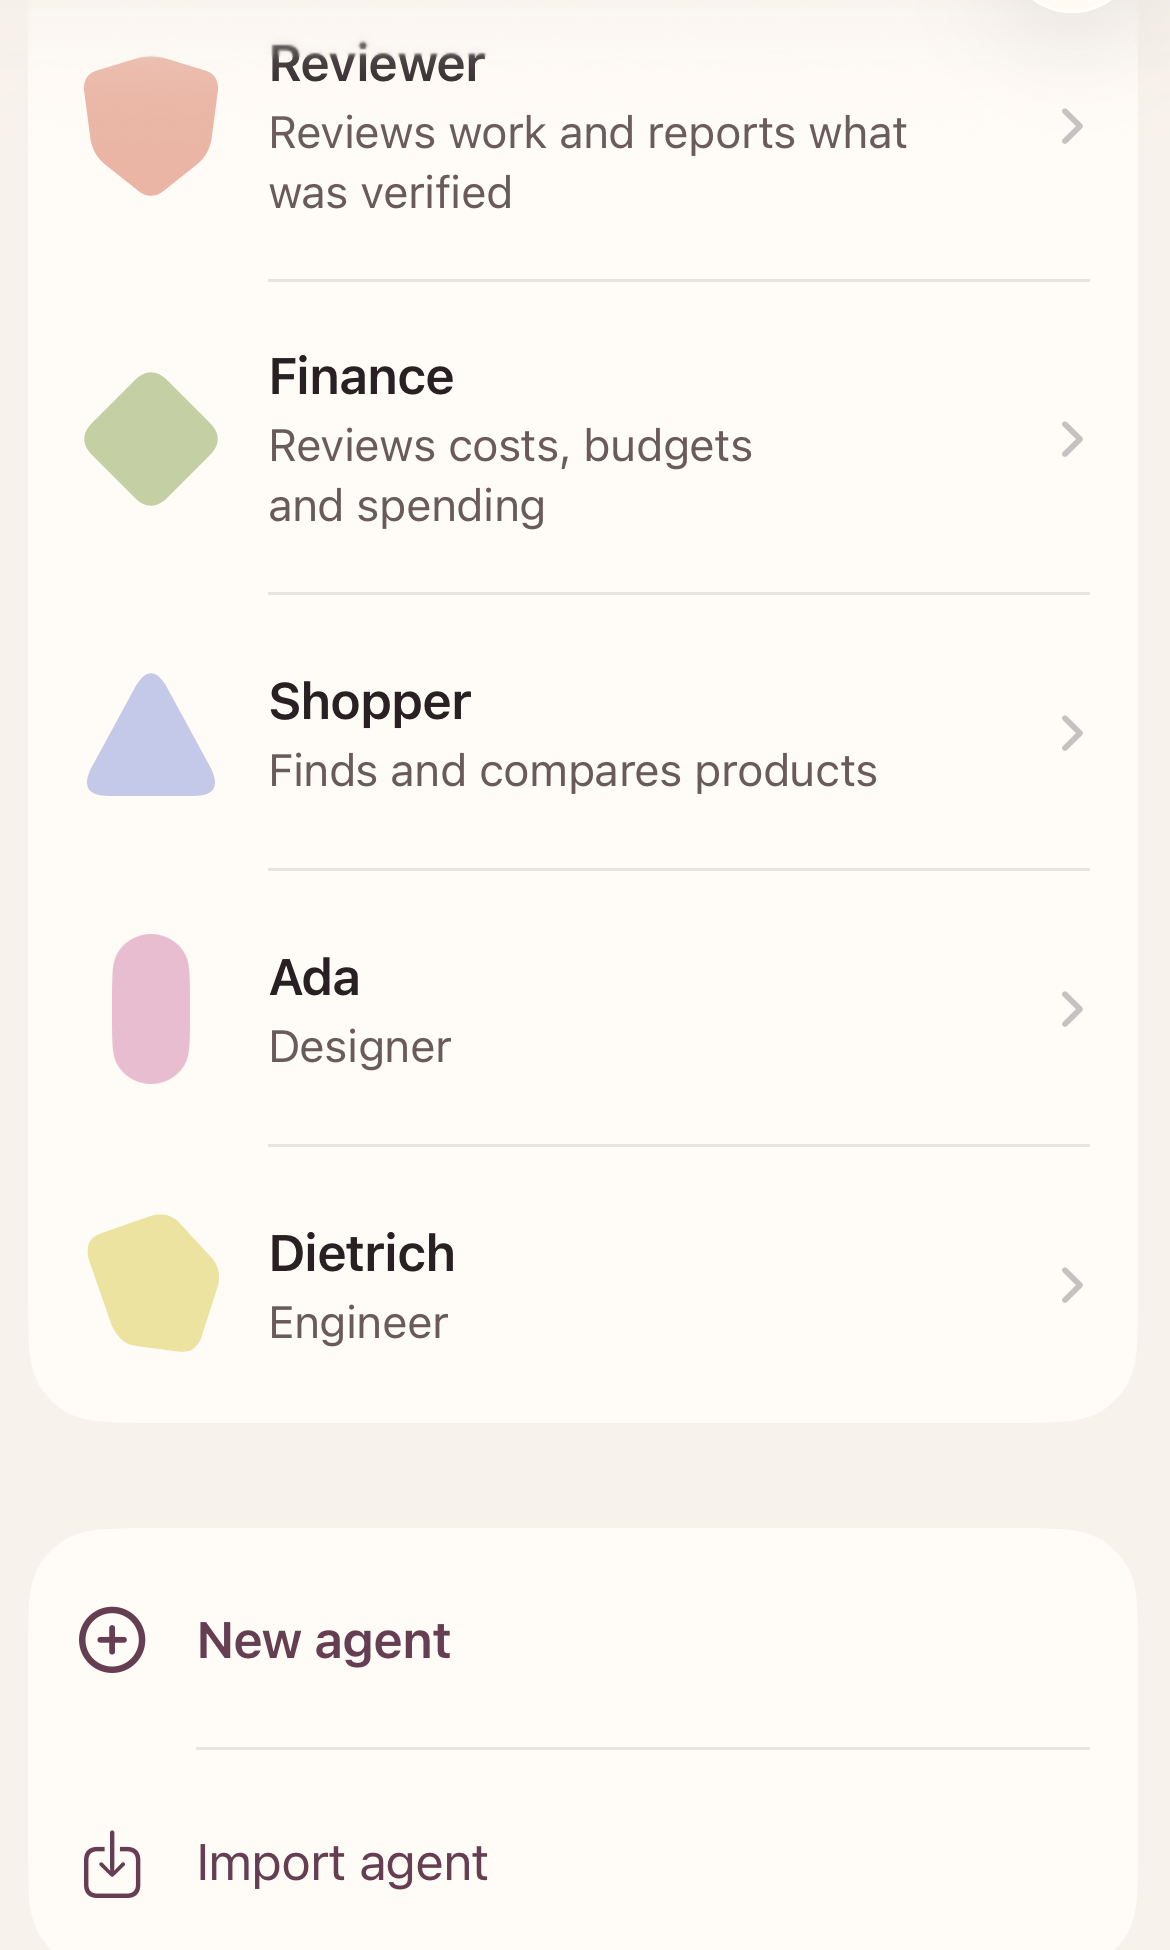 Reviewer
Reviews work and reports what
was verified
Finance
Reviews costs, budgets
and spending
Shopper
Finds and compares products
Ada
Designer
Dietrich
Engineer
New agent
Import agent